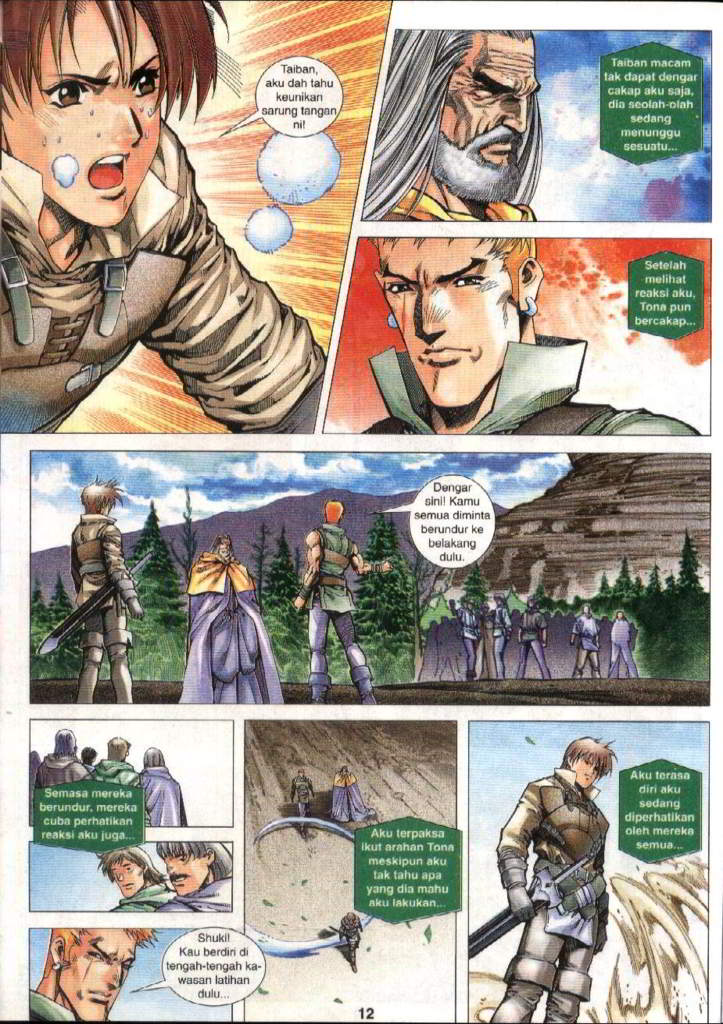 Taiban,
aku dah tahu
keunikan
sarung tangan
ni!
Taiban macam
tak dapat dengar
cakap aku saja,
dia seolah-olah
sedang
menunggu
sesuatu...
Setelah
melihat
reaksi aku,
Tona pun
bercakap...
Dengar
sini! Kamu
semua diminta
berundur ke
belakang
dulu.
Semasa mereka
berundur, mereka
cuba perhatikan
reaksi aku juga...
Shuki!
Kau berdiri di
tengah-tengah ka-
wasan latihan
dulu...
Aku terpaksa
ikut arahan Tona
meskipun aku
tak tahu apa
yang dia mahu
aku lakukan...
Aku terasa
diri aku
sedang
diperhatikan
oleh mereka
semua...
12